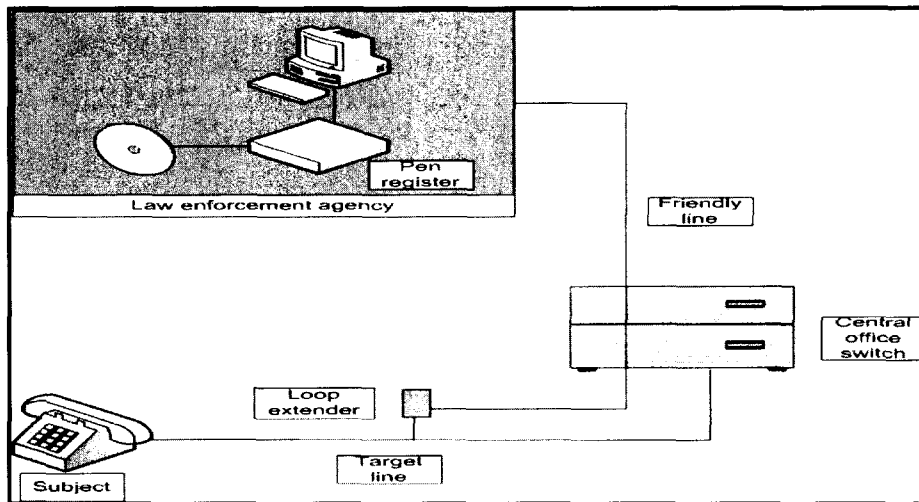 Pen
register
Law enforcement agency
Friendly
line
Central
office
switch
Loop
extender
Target
line
Subject